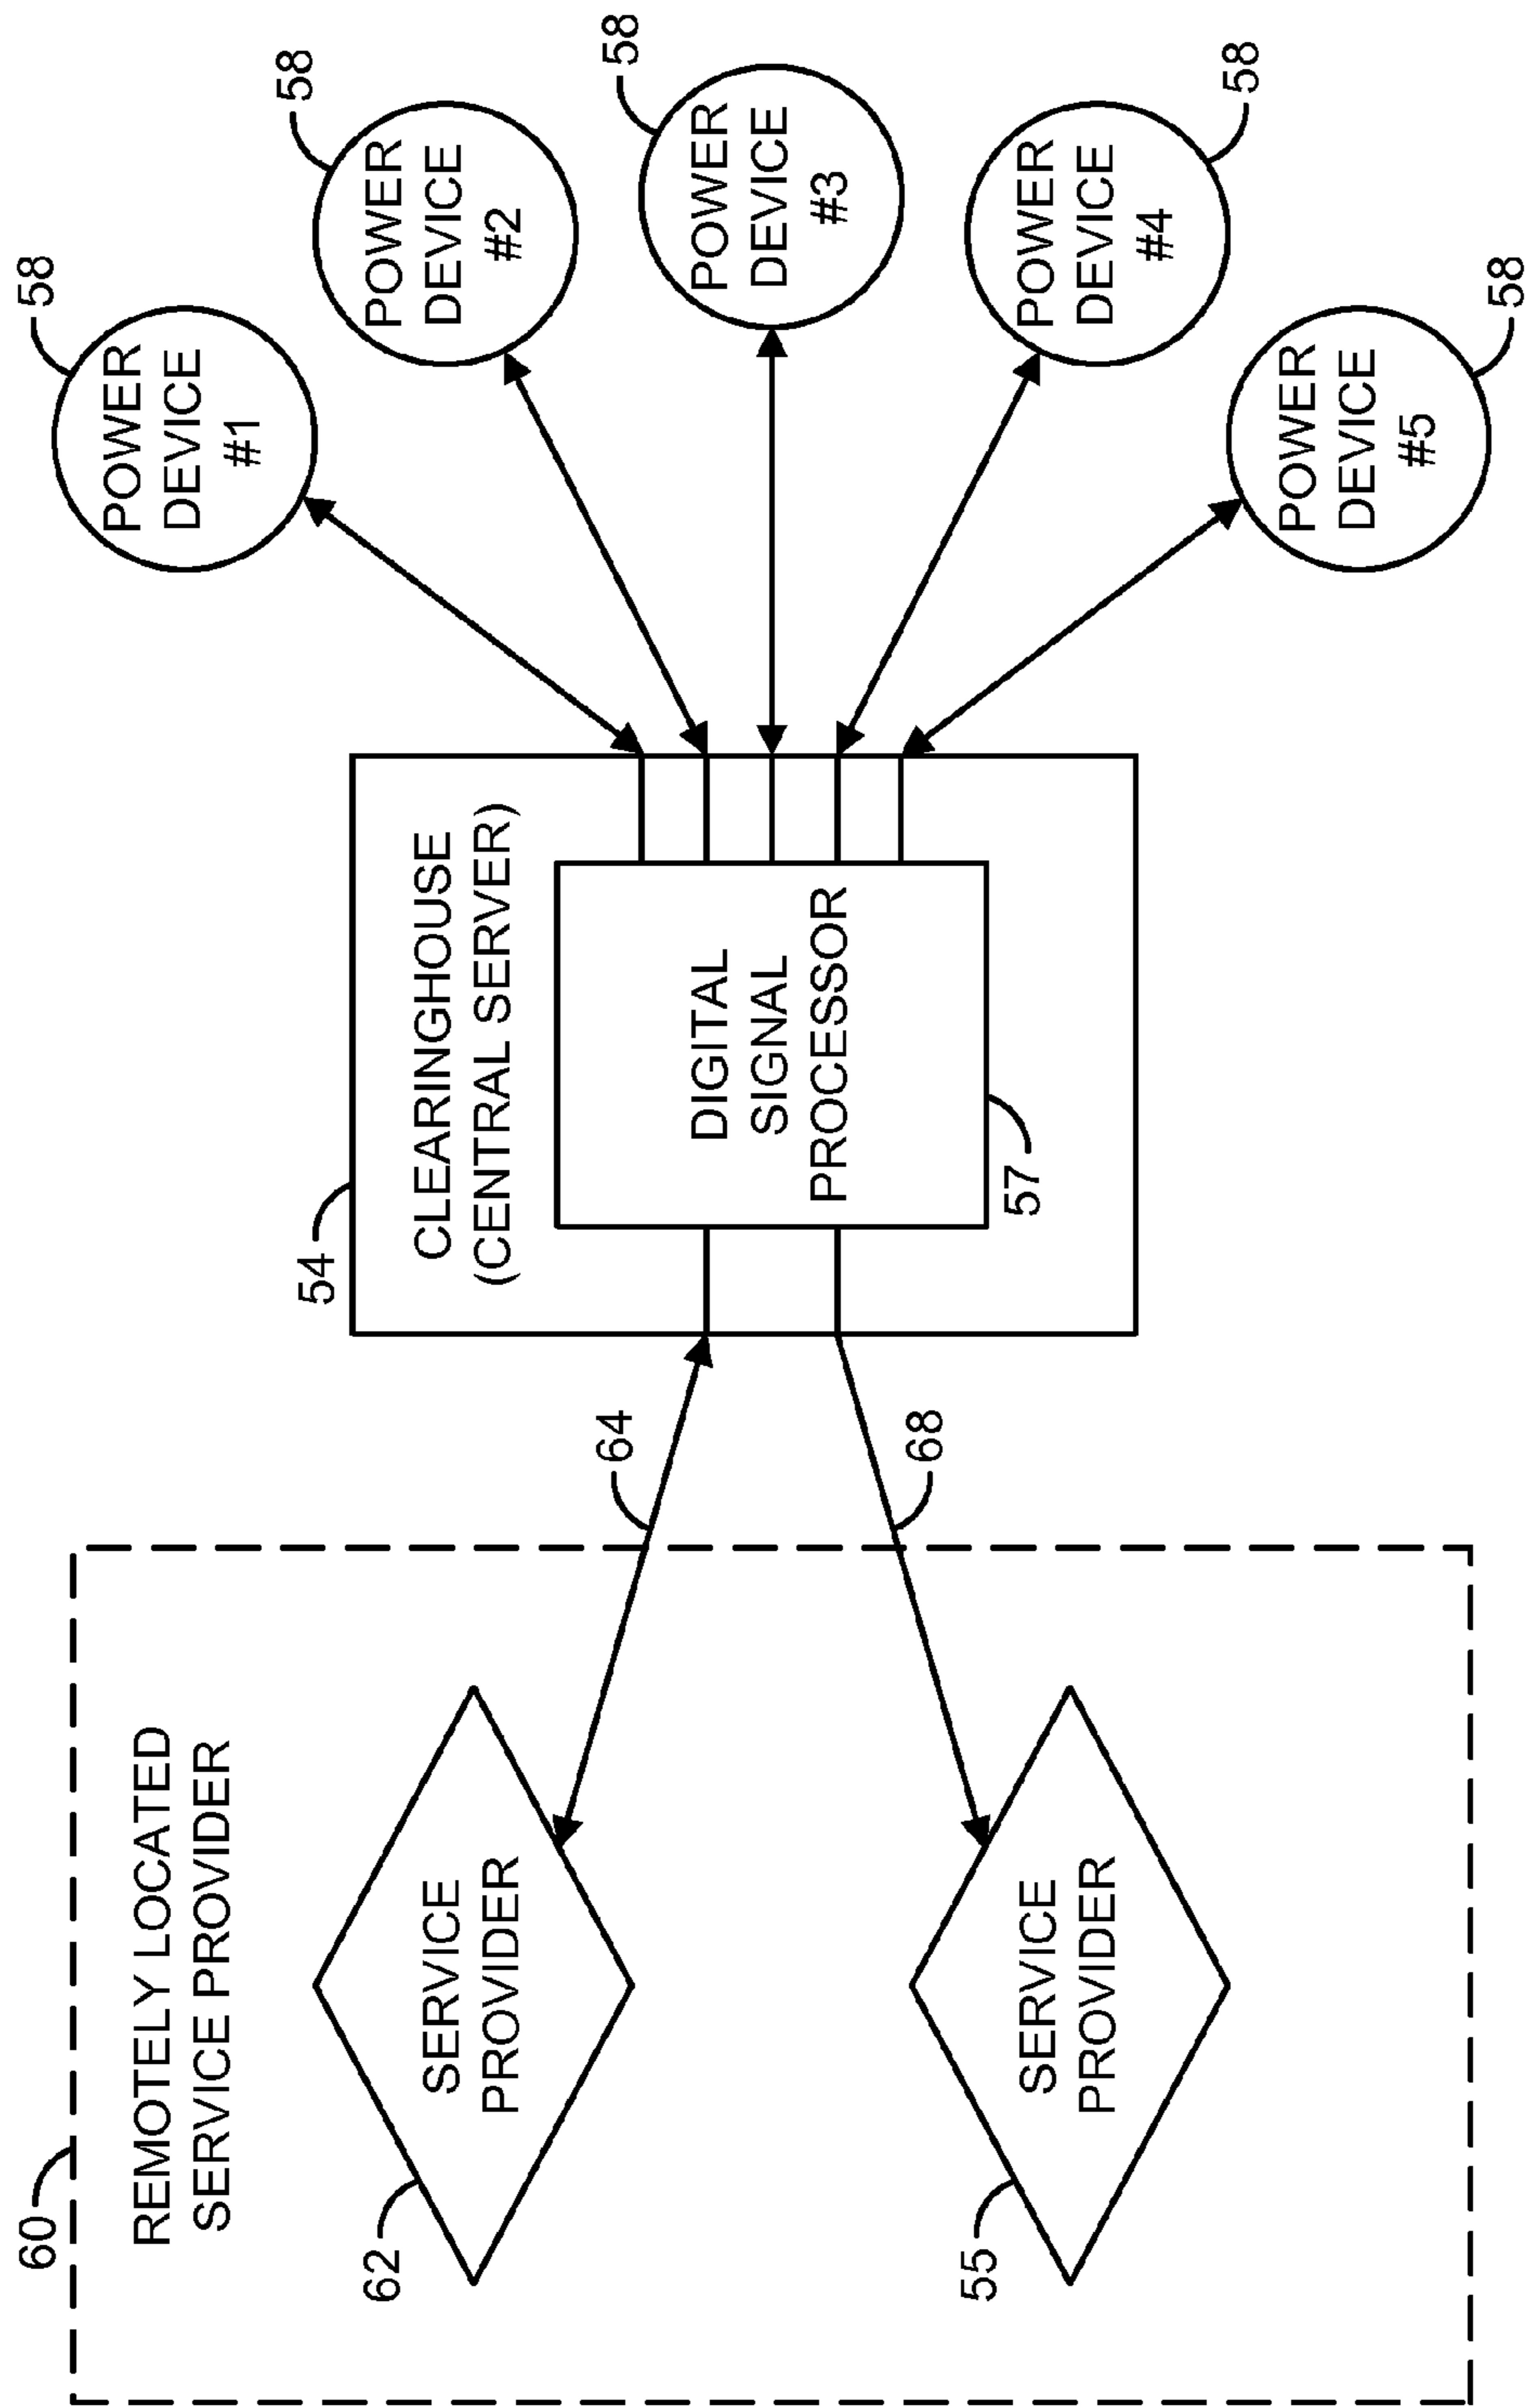 60
REMOTELY LOCATED
SERVICE PROVIDER
62
SERVICE
PROVIDER
55
SERVICE
PROVIDER
64
68
54
CLEARINGHOUSE
(CENTRAL SERVER)
DIGITAL
SIGNAL
PROCESSOR
57
58
POWER
DEVICE
#1
58
POWER
DEVICE
#2
58
POWER
DEVICE
#3
58
POWER
DEVICE
#4
58
POWER
DEVICE
#5